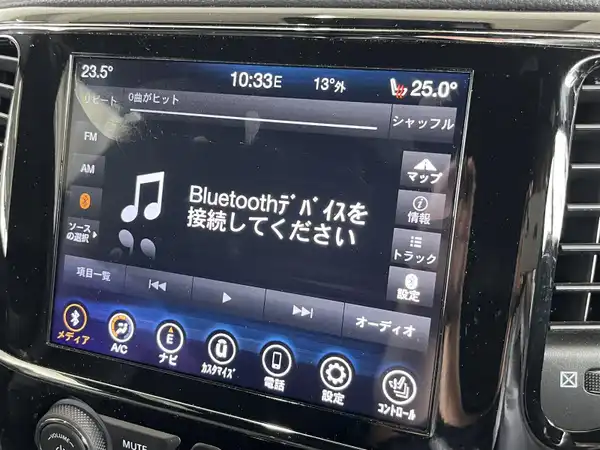 23.5°
10:33E
13°外
25.0°
リピート
0曲がヒット
シャッフル
FM
AM
Bluetoothデバイスを
接続してください
マップ
情報
ソース
の選択
トラック
設定
項目一覧
オーディオ
メディア
A/C
E
ナビ
カスタマイズ
電話
設定
コントロール
VOLUME
MUTE